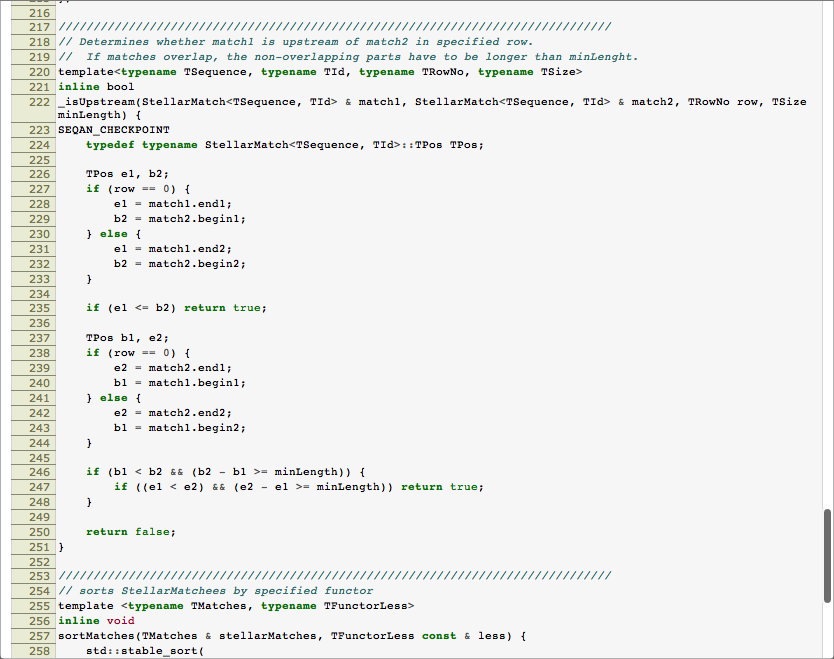 216
217 ///////////////////////////////////////////////////////////////////////////////
218 // Determines whether match1 is upstream of match2 in specified row.
219 //  If matches overlap, the non-overlapping parts have to be longer than minLenght.
220 template<typename TSequence, typename TId, typename TRowNo, typename TSize>
221 inline bool
222 _isUpstream(StellarMatch<TSequence, TId> & match1, StellarMatch<TSequence, TId> & match2, TRowNo row, TSize
minLength) {
223 SEQAN_CHECKPOINT
224     typedef typename StellarMatch<TSequence, TId>::TPos TPos;
225
226     TPos e1, b2;
227     if (row == 0) {
228         e1 = match1.end1;
229         b2 = match2.begin1;
230     } else {
231         e1 = match1.end2;
232         b2 = match2.begin2;
233     }
234
235     if (e1 <= b2) return true;
236
237     TPos b1, e2;
238     if (row == 0) {
239         e2 = match2.end1;
240         b1 = match1.begin1;
241     } else {
242         e2 = match2.end2;
243         b1 = match1.begin2;
244     }
245
246     if (b1 < b2 && (b2 - b1 >= minLength)) {
247         if ((e1 < e2) && (e2 - e1 >= minLength)) return true;
248     }
249
250     return false;
251 }
252
253 ///////////////////////////////////////////////////////////////////////////////
254 // sorts StellarMatchees by specified functor
255 template <typename TMatches, typename TFunctorLess>
256 inline void
257 sortMatches(TMatches & stellarMatches, TFunctorLess const & less) {
258     std::stable_sort(